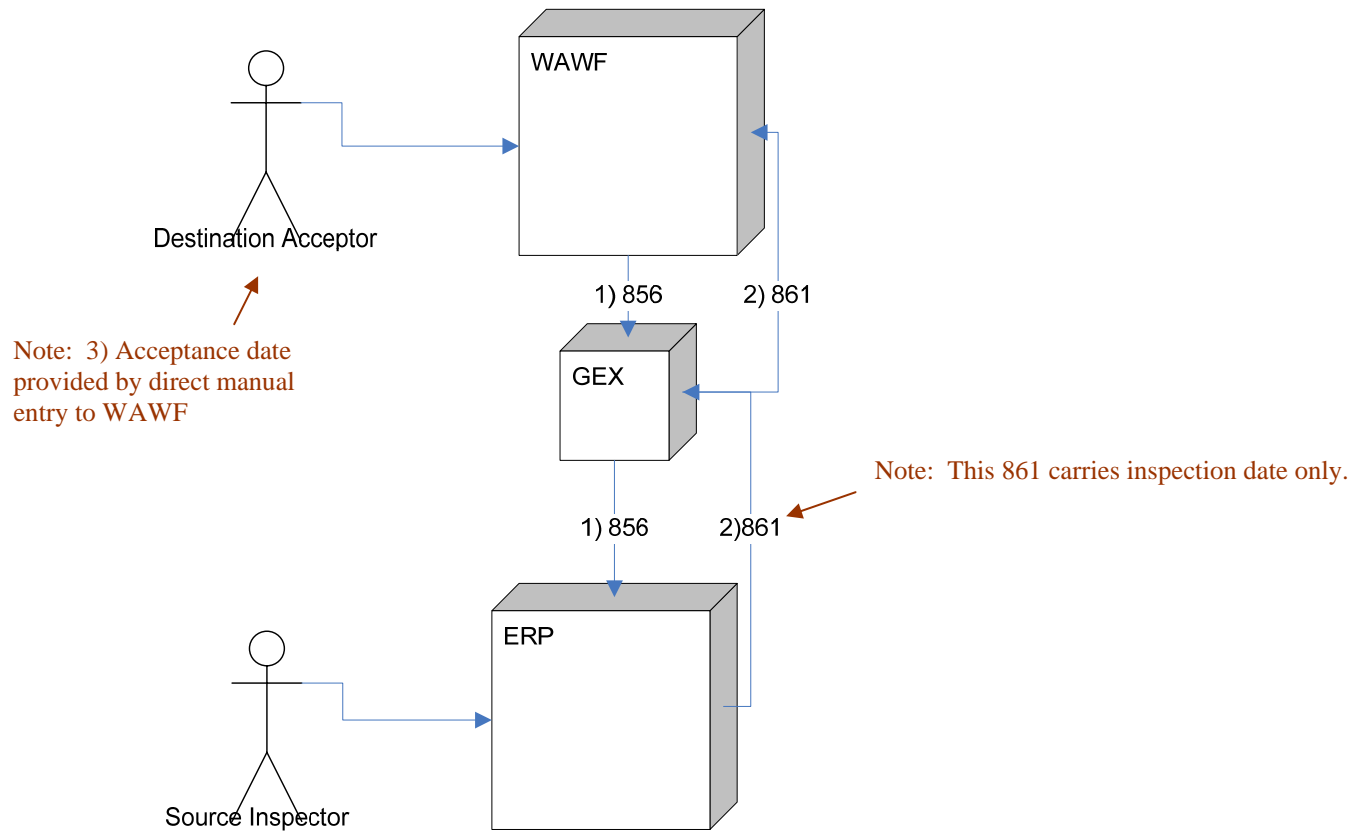 WAWF
Destination Acceptor
1) 856
2) 861
Note:  3) Acceptance date
provided by direct manual
entry to WAWF
GEX
Note:  This 861 carries inspection date only.
1) 856
2)861
ERP
Source Inspector